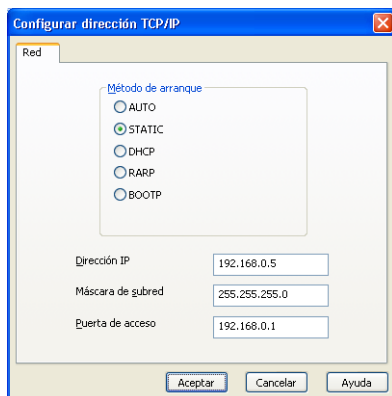 Configurar dirección TCP/IP
Red
Método de arranque
AUTO
STATIC
DHCP
RARP
BOOTP
Dirección IP 192.168.0.5
Máscara de subred 255.255.255.0
Puerta de acceso 192.168.0.1
Aceptar Cancelar Ayuda